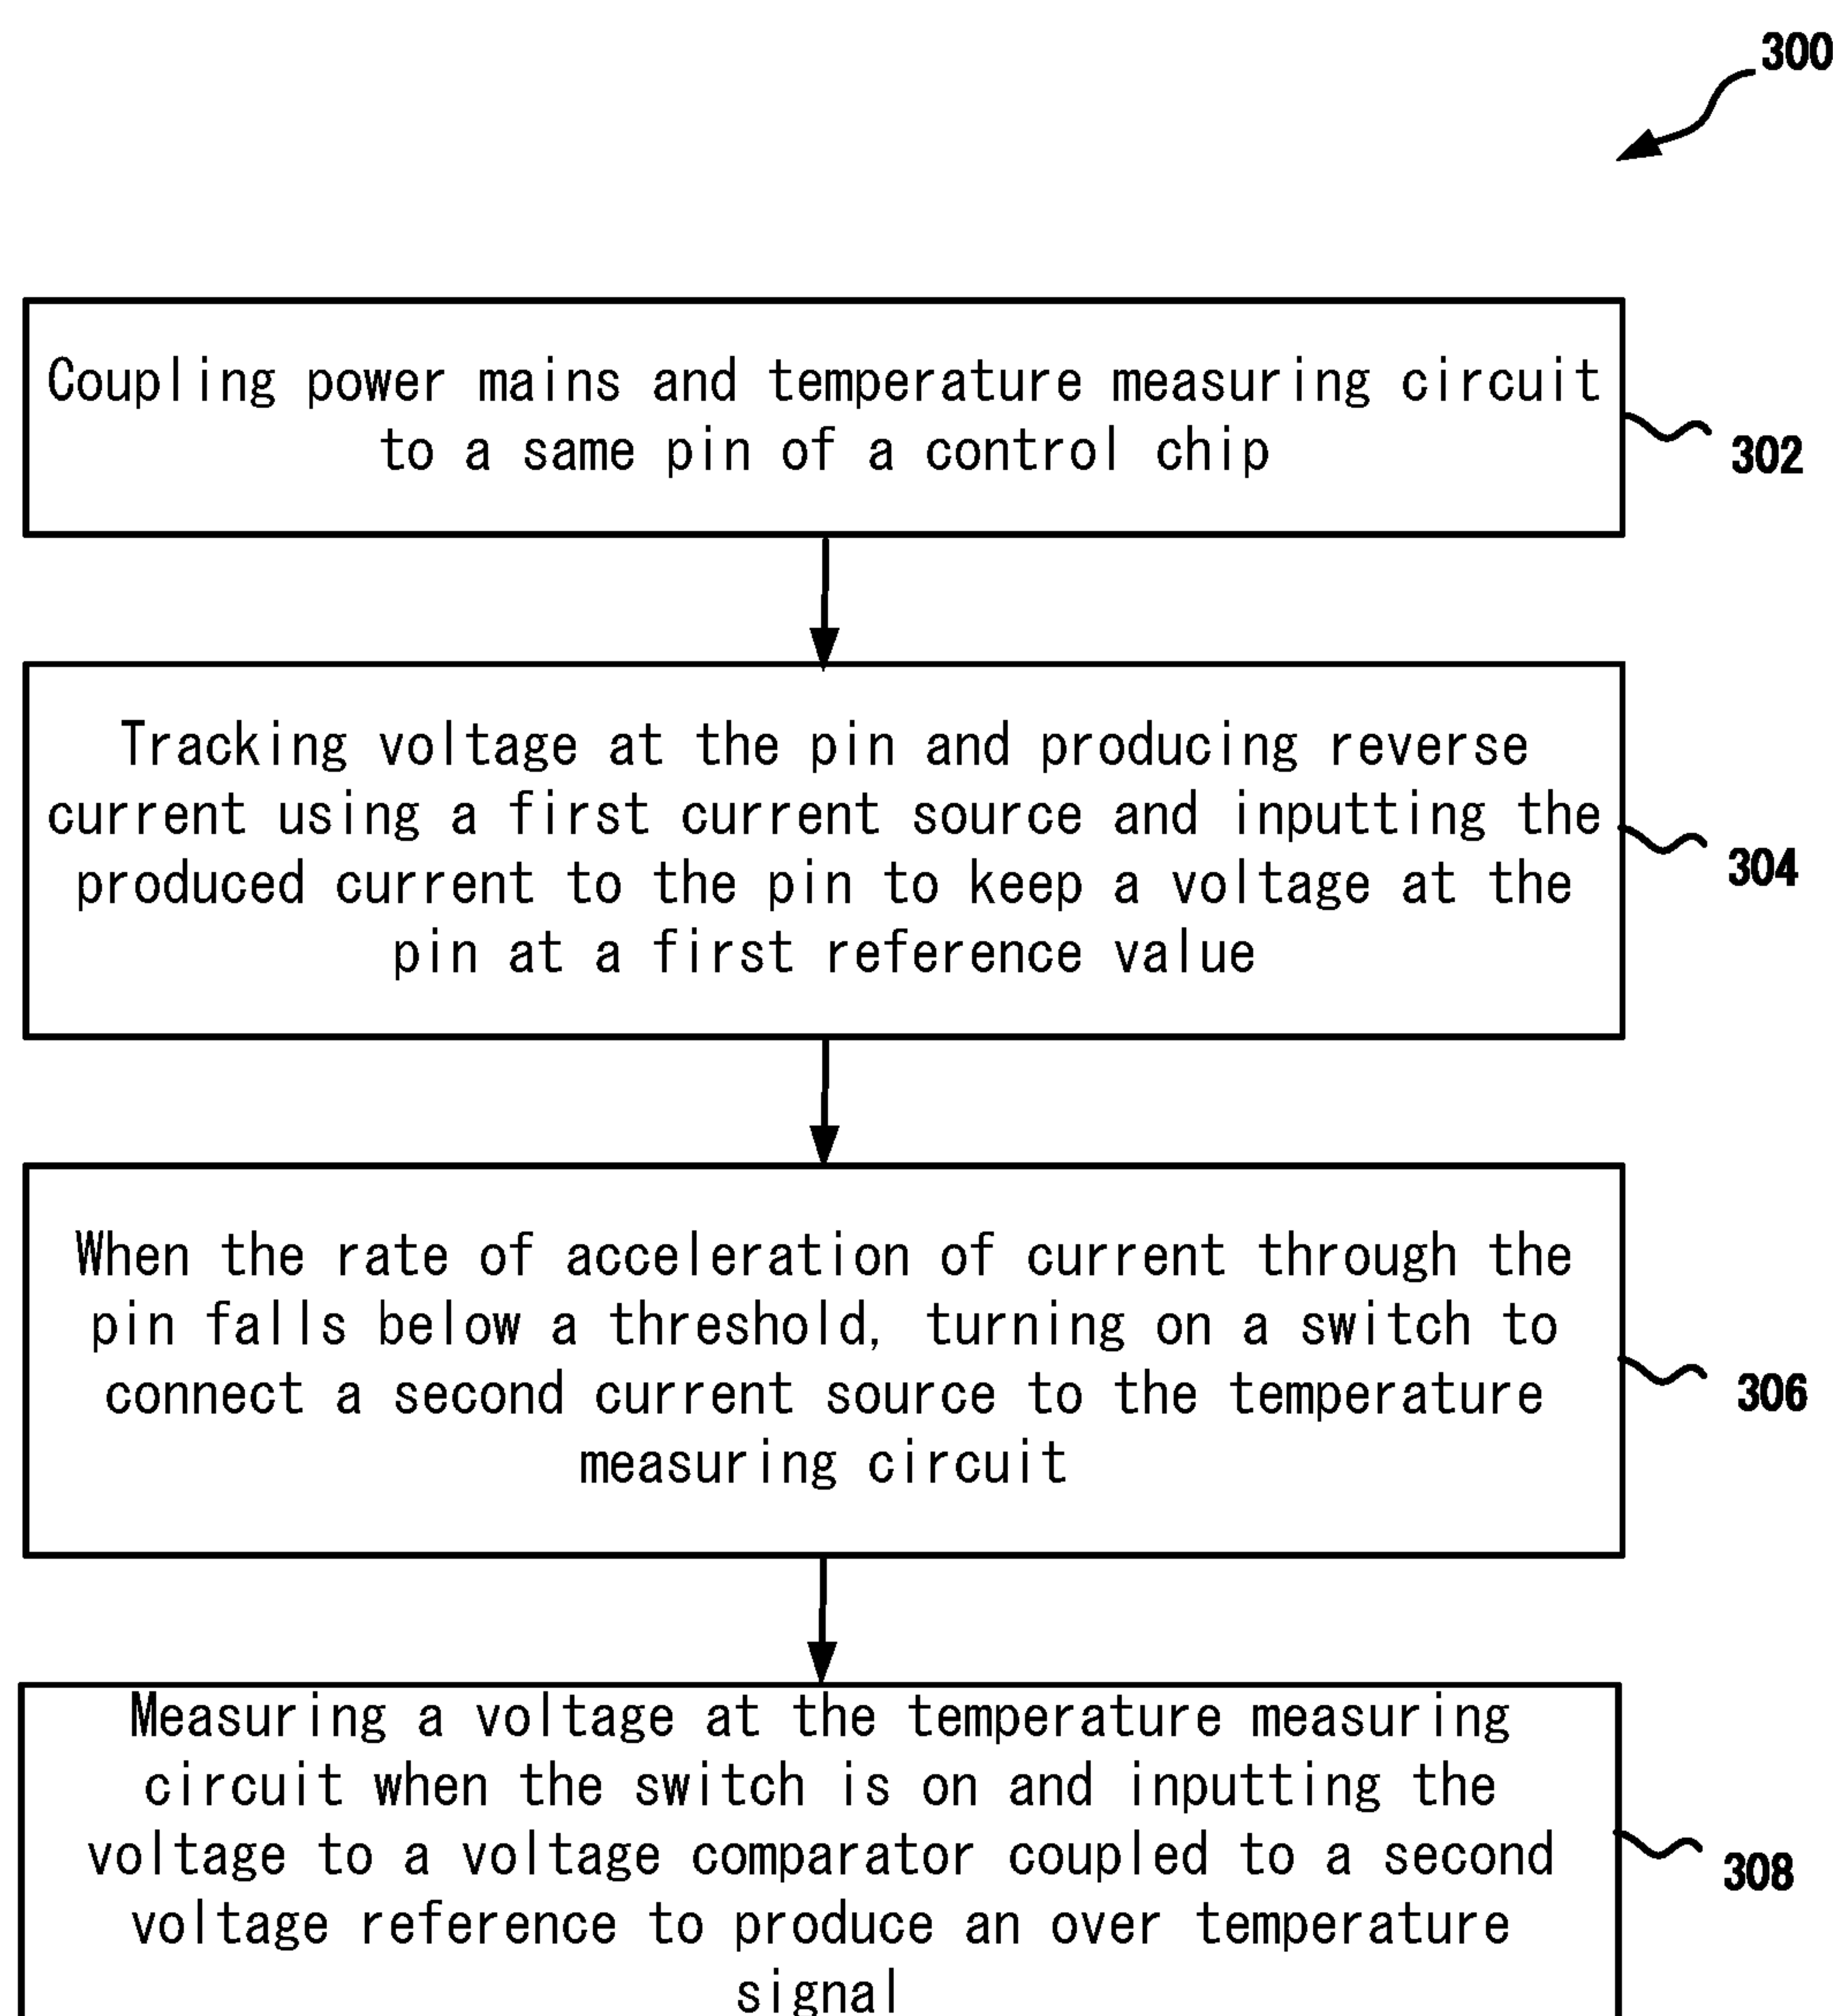 300
Coupling power mains and temperature measuring circuit
to a same pin of a control chip
302
Tracking voltage at the pin and producing reverse
current using a first current source and inputting the
produced current to the pin to keep a voltage at the
pin at a first reference value
304
When the rate of acceleration of current through the
pin falls below a threshold, turning on a switch to
connect a second current source to the temperature
measuring circuit
306
Measuring a voltage at the temperature measuring
circuit when the switch is on and inputting the
voltage to a voltage comparator coupled to a second
voltage reference to produce an over temperature
signal
308